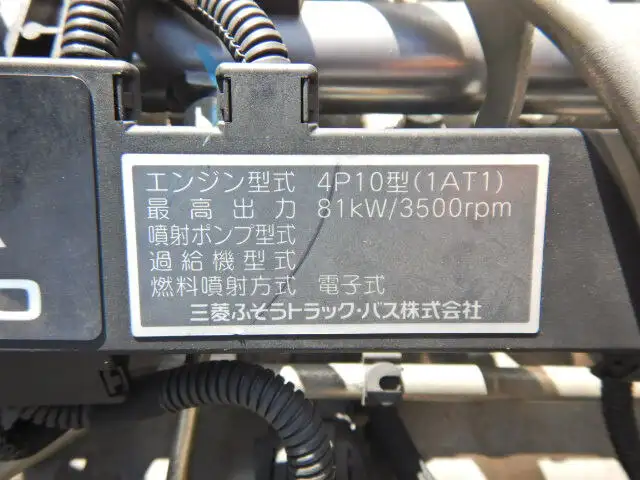 エンジン型式 4P10型(1AT1)
最高出力 81kW/3500rpm
噴射ポンプ型式
過給機型式
燃料噴射方式 電子式
三菱ふそうトラック・バス株式会社